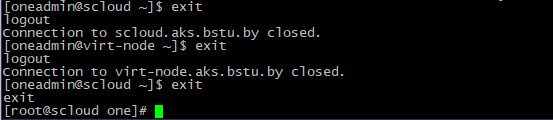 [oneadmin@scloud ~]$ exit
logout
Connection to scloud.aks.bstu.by closed.
[oneadmin@virt-node ~]$ exit
logout
Connection to virt-node.aks.bstu.by closed.
[oneadmin@scloud ~]$ exit
exit
[root@scloud one]#